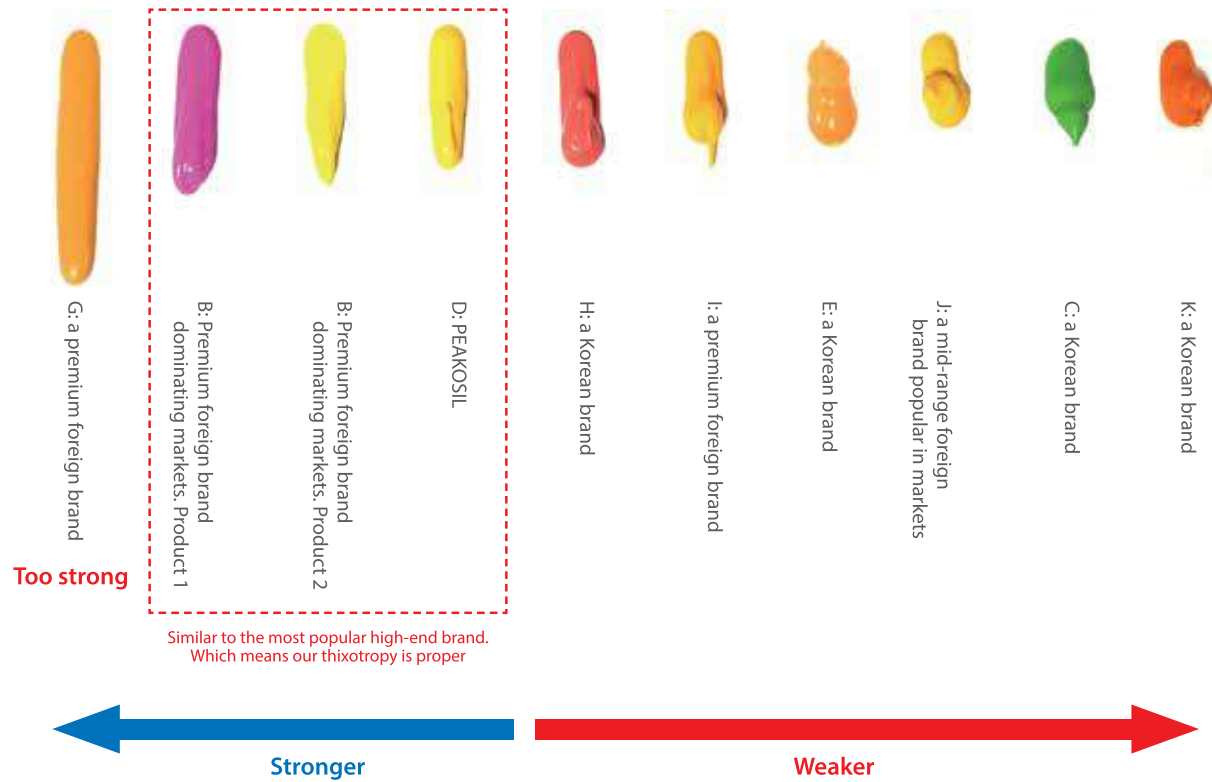 G: a premium foreign brand
B: Premium foreign brand
dominating markets. Product 1
B: Premium foreign brand
dominating markets. Product 2
D: PEAKOSIL
H: a Korean brand
I: a premium foreign brand
E: a Korean brand
J: a mid-range foreign
brand popular in markets
C: a Korean brand
K: a Korean brand
Too strong
Similar to the most popular high-end brand.
Which means our thixotropy is proper
Stronger
Weaker